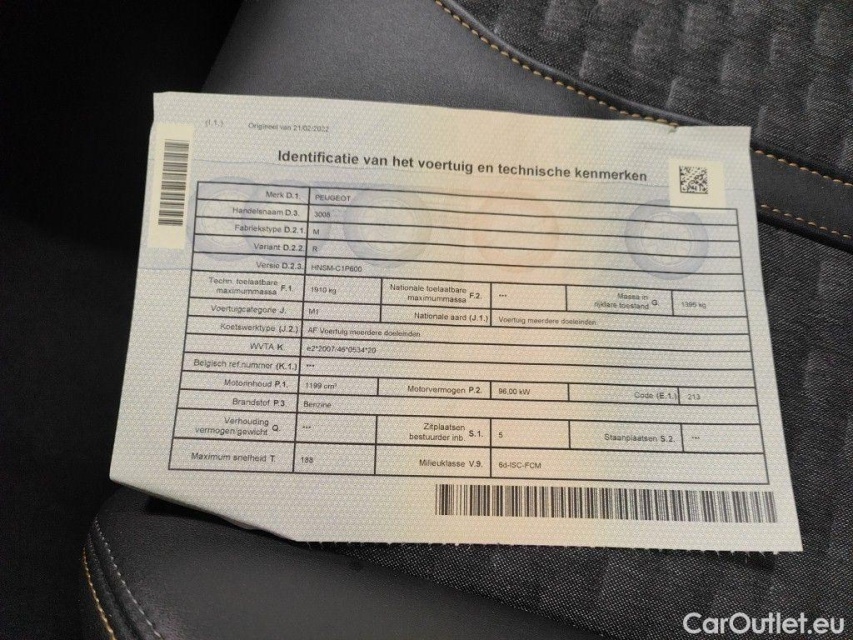 (I.1.) Origineel van 21/02/2022
Identificatie van het voertuig en technische kenmerken
Merk D.1. PEUGEOT
Handelsnaam D.3. 3008
Fabriekstype D.2.1. M
Variant D.2.2. R
Versie D.2.3. HNSM-C1P600
Techn. toelaatbare maximummassa F.1. 1910 kg Nationale toelaatbare maximummassa F.2. --- Massa in rijklare toestand G. 1395 kg
Voertuigcategorie J. M1 Nationale aard (J.1.) Voertuig meerdere doeleinden
Koetswerktype (J.2.) AF Voertuig meerdere doeleinden
WVTA K. e2*2007/46*0534*20
Belgisch ref.nummer (K.1.) ---
Motorinhoud P.1. 1199 cm³ Motorvermogen P.2. 96,00 kW Code (E.1.) 213
Brandstof P.3. Benzine
Verhouding vermogen/gewicht Q. --- Zitplaatsen bestuurder inb. S.1. 5 Staanplaatsen S.2. ---
Maximum snelheid T. 188 Milieuklasse V.9. 6d-ISC-FCM
CarOutlet.eu